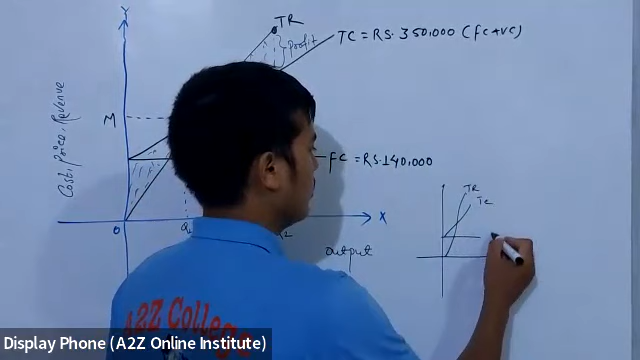 Y
TR
profit
TC = RS.350,000 (FC+VC)
Cost, Price, Revenue
M
FC = RS.140,000
TR
TC
O
X
output
A2Z College
Display Phone (A2Z Online Institute)